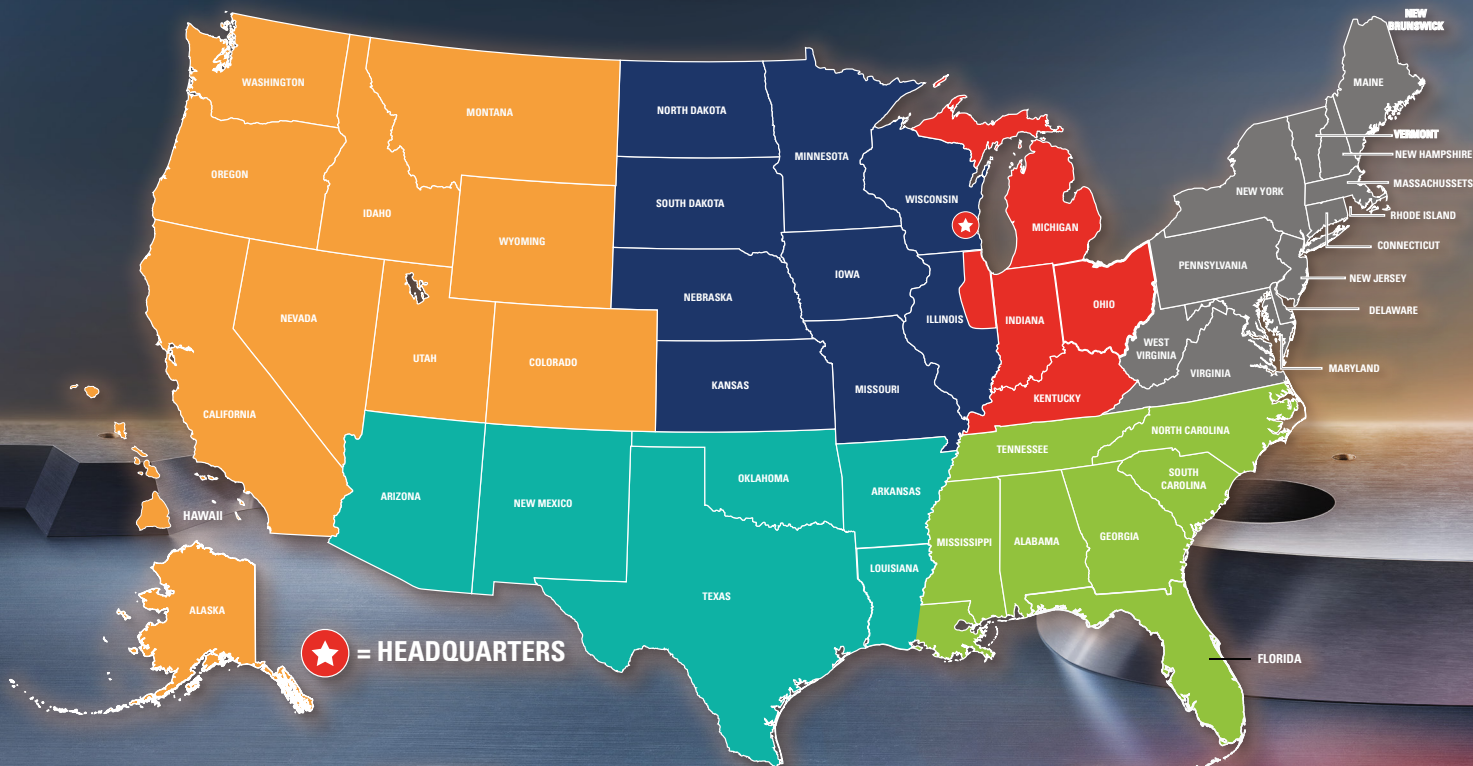 NEW
BRUNSWICK
MAINE
WASHINGTON
MONTANA
NORTH DAKOTA
MINNESOTA
VERMONT
NEW HAMPSHIRE
OREGON
IDAHO
SOUTH DAKOTA
WISCONSIN
MICHIGAN
NEW YORK
MASSACHUSSETS
RHODE ISLAND
CONNECTICUT
WYOMING
IOWA
PENNSYLVANIA
NEW JERSEY
NEBRASKA
ILLINOIS
INDIANA
OHIO
DELAWARE
NEVADA
UTAH
COLORADO
KANSAS
MISSOURI
WEST
VIRGINIA
VIRGINIA
MARYLAND
KENTUCKY
CALIFORNIA
NORTH CAROLINA
TENNESSEE
SOUTH
CAROLINA
ARIZONA
NEW MEXICO
OKLAHOMA
ARKANSAS
HAWAII
MISSISSIPPI
ALABAMA
GEORGIA
LOUISIANA
TEXAS
ALASKA
= HEADQUARTERS
FLORIDA